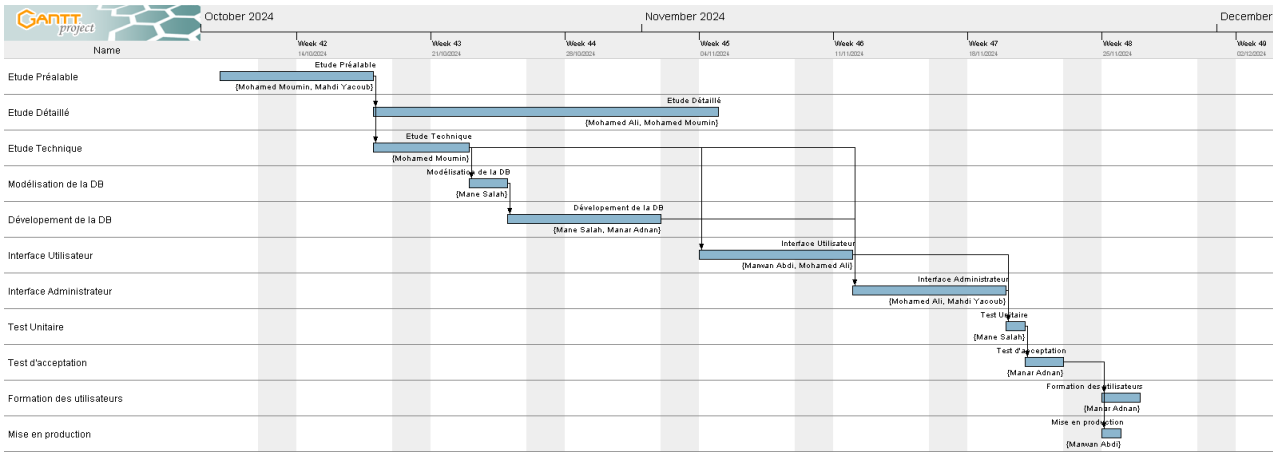 GANTT project
October 2024 November 2024 December
Name Week 42 Week 43 Week 44 Week 45 Week 46 Week 47 Week 48 Week 49
14/10/2024 21/10/2024 28/10/2024 04/11/2024 11/11/2024 18/11/2024 25/11/2024 02/12/2024
Etude Préalable
Etude Préalable
{Mohamed Moumin, Mahdi Yacoub}
Etude Détaillé
Etude Détaillé
{Mohamed Ali, Mohamed Moumin}
Etude Technique
Etude Technique
{Mohamed Moumin}
Modélisation de la DB
Modélisation de la DB
{Mane Salah}
Dévelopement de la DB
Dévelopement de la DB
{Mane Salah, Manar Adnan}
Interface Utilisateur
Interface Utilisateur
{Marwan Abdi, Mohamed Ali}
Interface Administrateur
Interface Administrateur
{Mohamed Ali, Mahdi Yacoub}
Test Unitaire
Test Unitaire
{Mane Salah}
Test d'acceptation
Test d'acceptation
{Manar Adnan}
Formation des utilisateurs
Formation des utilisateurs
{Manar Adnan}
Mise en production
Mise en production
{Marwan Abdi}